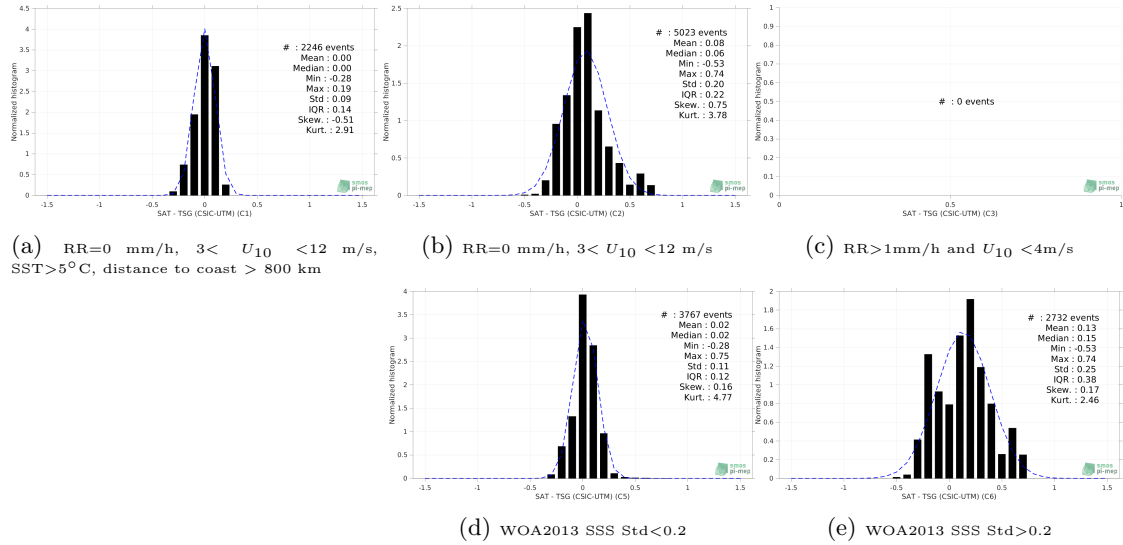 4.5
4
3.5
3
2.5
2
1.5
1
0.5
0
Normalized histogram
# : 2246 events
Mean : 0.00
Median : 0.00
Min : -0.28
Max : 0.19
Std : 0.09
IQR : 0.14
Skew. : -0.51
Kurt. : 2.91
smos
pi-mep
-1.5 -1 -0.5 0 0.5 1 1.5
SAT - TSG (CSIC-UTM) (C1)
(a) RR=0 mm/h, 3< U10 <12 m/s,
SST>5°C, distance to coast > 800 km
2.5
2
1.5
1
0.5
0
Normalized histogram
# : 5023 events
Mean : 0.08
Median : 0.06
Min : -0.53
Max : 0.74
Std : 0.20
IQR : 0.22
Skew. : 0.75
Kurt. : 3.78
smos
pi-mep
-1.5 -1 -0.5 0 0.5 1 1.5
SAT - TSG (CSIC-UTM) (C2)
(b) RR=0 mm/h, 3< U10 <12 m/s
1
0.9
0.8
0.7
0.6
0.5
0.4
0.3
0.2
0.1
0
Normalized histogram
# : 0 events
smos
pi-mep
0 0.5 1
SAT - TSG (CSIC-UTM) (C3)
(c) RR>1mm/h and U10 <4m/s
4
3.5
3
2.5
2
1.5
1
0.5
0
Normalized histogram
# : 3767 events
Mean : 0.02
Median : 0.02
Min : -0.28
Max : 0.75
Std : 0.11
IQR : 0.12
Skew. : 0.16
Kurt. : 4.77
smos
pi-mep
-1.5 -1 -0.5 0 0.5 1 1.5
SAT - TSG (CSIC-UTM) (C5)
(d) WOA2013 SSS Std<0.2
2
1.8
1.6
1.4
1.2
1
0.8
0.6
0.4
0.2
0
Normalized histogram
# : 2732 events
Mean : 0.13
Median : 0.15
Min : -0.53
Max : 0.74
Std : 0.25
IQR : 0.38
Skew. : 0.17
Kurt. : 2.46
smos
pi-mep
-1.5 -1 -0.5 0 0.5 1 1.5
SAT - TSG (CSIC-UTM) (C6)
(e) WOA2013 SSS Std>0.2